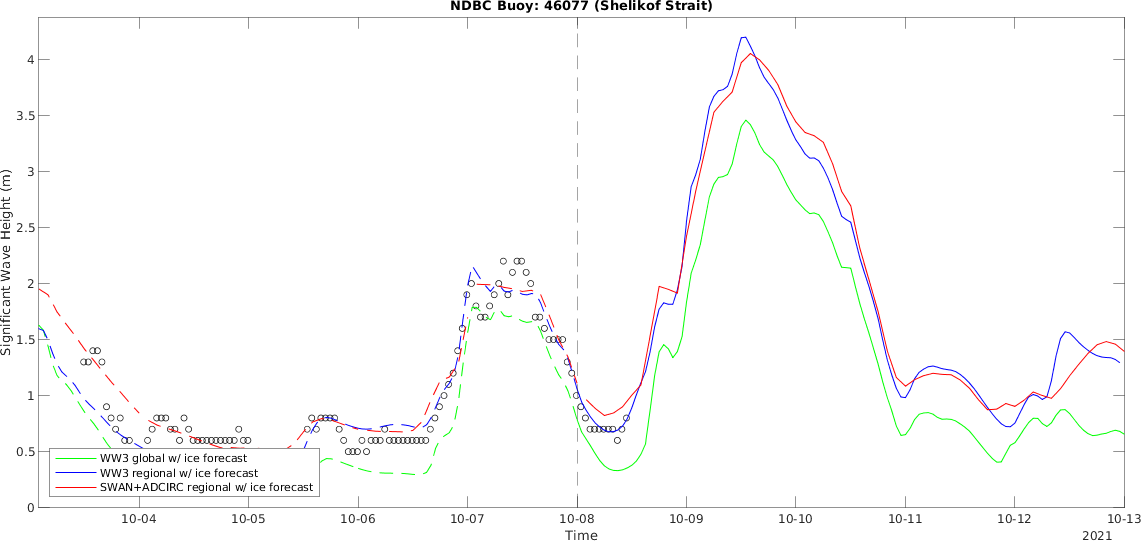 NDBC Buoy: 46077 (Shelikof Strait)
Significant Wave Height (m)
4
3.5
3
2.5
2
1.5
1
0.5
0
WW3 global w/ ice forecast
WW3 regional w/ ice forecast
SWAN+ADCIRC regional w/ ice forecast
10-04 10-05 10-06 10-07 10-08 10-09 10-10 10-11 10-12 10-13
Time
2021